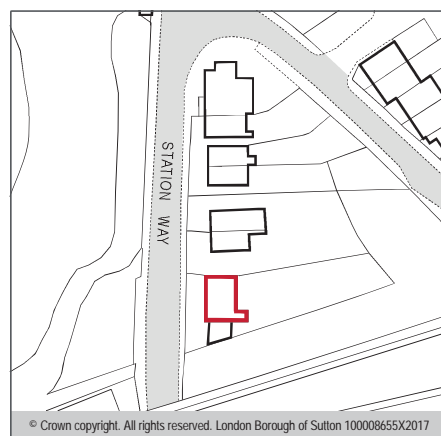 STATION WAY
© Crown copyright. All rights reserved. London Borough of Sutton 100008655X2017